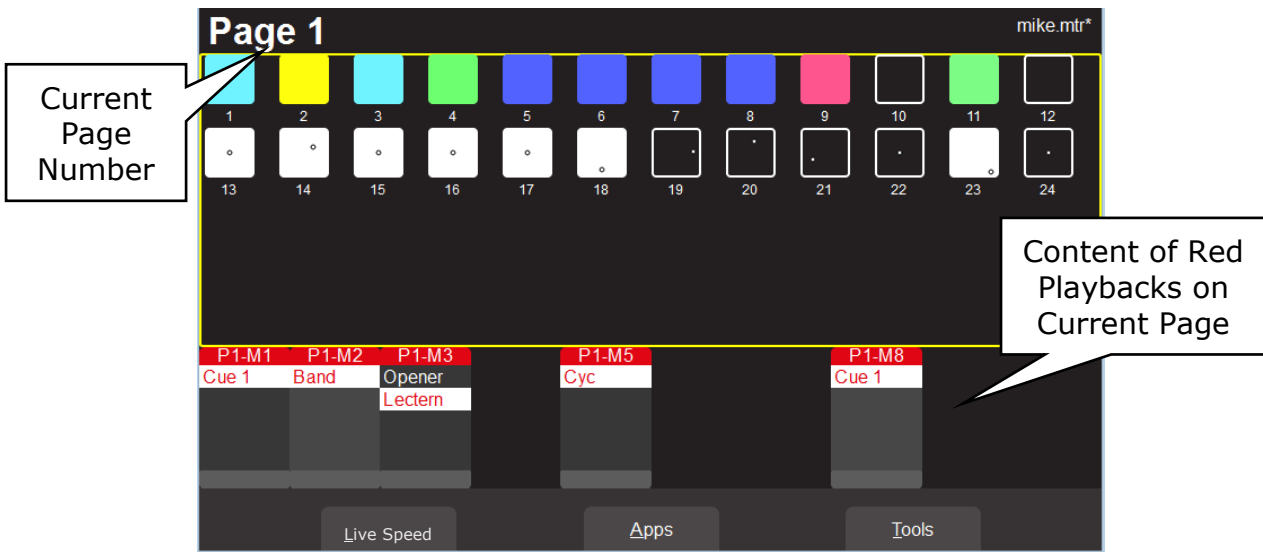 Page 1
mike.mtr*
Current
Page
Number
1 2 3 4 5 6 7 8 9 10 11 12
13 14 15 16 17 18 19 20 21 22 23 24
Content of Red
Playbacks on
Current Page
P1-M1 P1-M2 P1-M3 P1-M5 P1-M8
Cue 1 Band Opener Cyc Cue 1
Lectern
Live Speed Apps Tools